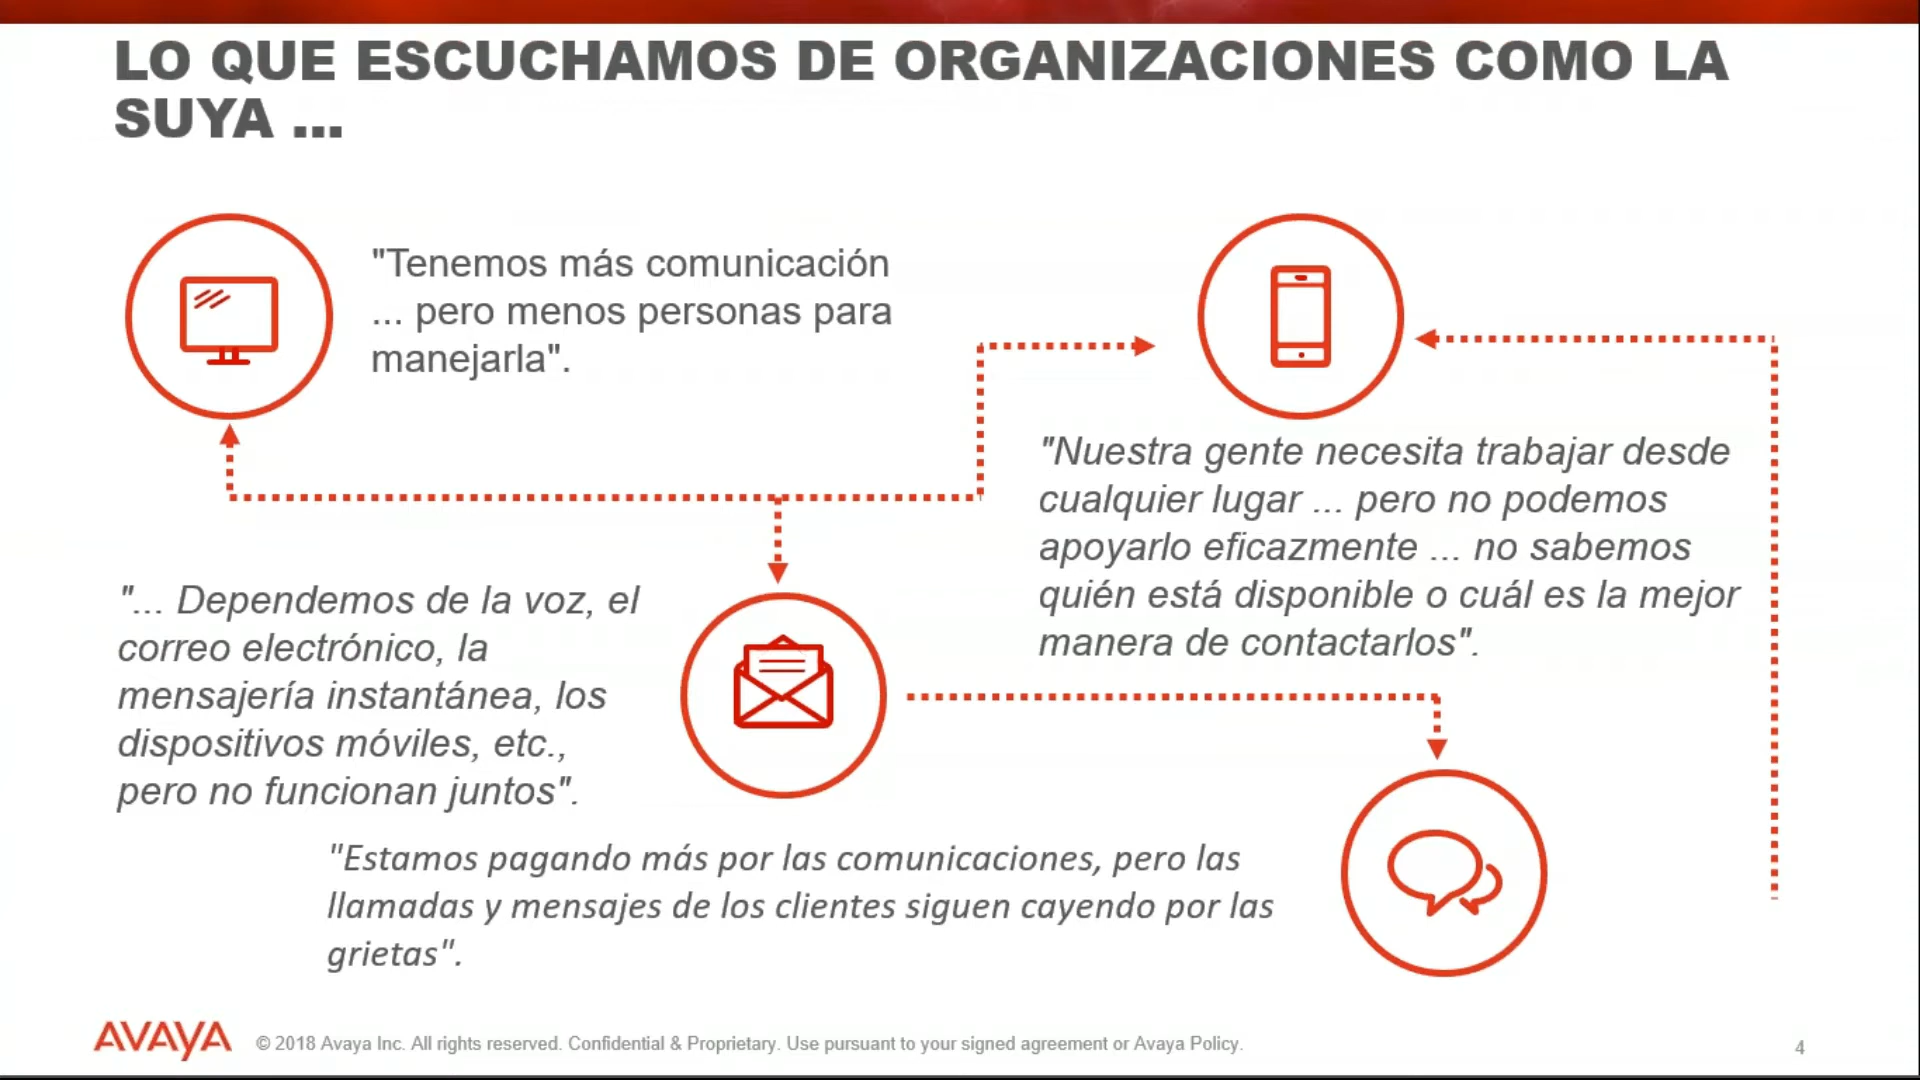 LO QUE ESCUCHAMOS DE ORGANIZACIONES COMO LA
SUYA ...
"Tenemos más comunicación
... pero menos personas para
manejarla".
"Nuestra gente necesita trabajar desde
cualquier lugar ... pero no podemos
apoyarlo eficazmente ... no sabemos
quién está disponible o cuál es la mejor
manera de contactarlos".
"... Dependemos de la voz, el
correo electrónico, la
mensajería instantánea, los
dispositivos móviles, etc.,
pero no funcionan juntos".
"Estamos pagando más por las comunicaciones, pero las
llamadas y mensajes de los clientes siguen cayendo por las
grietas".
AVAYA © 2018 Avaya Inc. All rights reserved. Confidential & Proprietary. Use pursuant to your signed agreement or Avaya Policy. 4